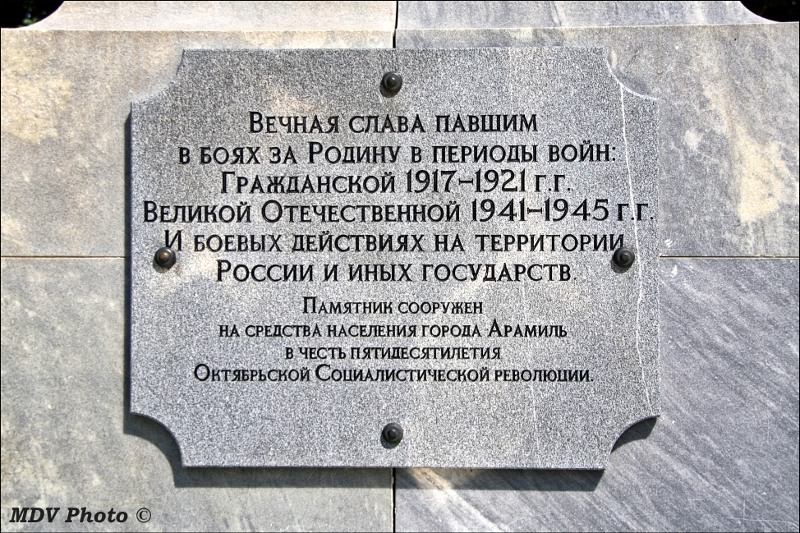 Вечная слава павшим
в боях за Родину в периоды войн:
Гражданской 1917–1921 г.г.
Великой Отечественной 1941–1945 г.г.
И боевых действиях на территории
России и иных государств.
Памятник сооружен
на средства населения города Арамиль
в честь пятидесятилетия
Октябрьской Социалистической революции.
MDV Photo ©